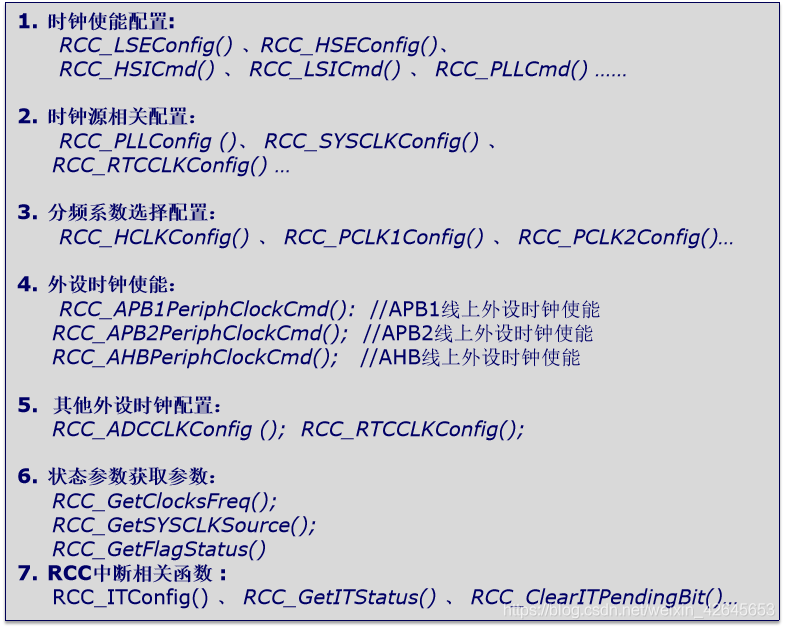 1. 时钟使能配置:
RCC_LSEConfig() 、RCC_HSEConfig()、
RCC_HSICmd() 、 RCC_LSICmd() 、 RCC_PLLCmd() ……
2. 时钟源相关配置：
RCC_PLLConfig ()、 RCC_SYSCLKConfig() 、
RCC_RTCCLKConfig() …
3. 分频系数选择配置：
RCC_HCLKConfig() 、 RCC_PCLK1Config() 、 RCC_PCLK2Config()…
4. 外设时钟使能：
RCC_APB1PeriphClockCmd(): //APB1线上外设时钟使能
RCC_APB2PeriphClockCmd(); //APB2线上外设时钟使能
RCC_AHBPeriphClockCmd(); //AHB线上外设时钟使能
5. 其他外设时钟配置：
RCC_ADCCLKConfig (); RCC_RTCCLKConfig();
6. 状态参数获取参数：
RCC_GetClocksFreq();
RCC_GetSYSCLKSource();
RCC_GetFlagStatus()
7. RCC中断相关函数 :
RCC_ITConfig() 、 RCC_GetITStatus() 、 RCC_ClearITPendingBit()…
https://blog.csdn.net/weixin_42645653